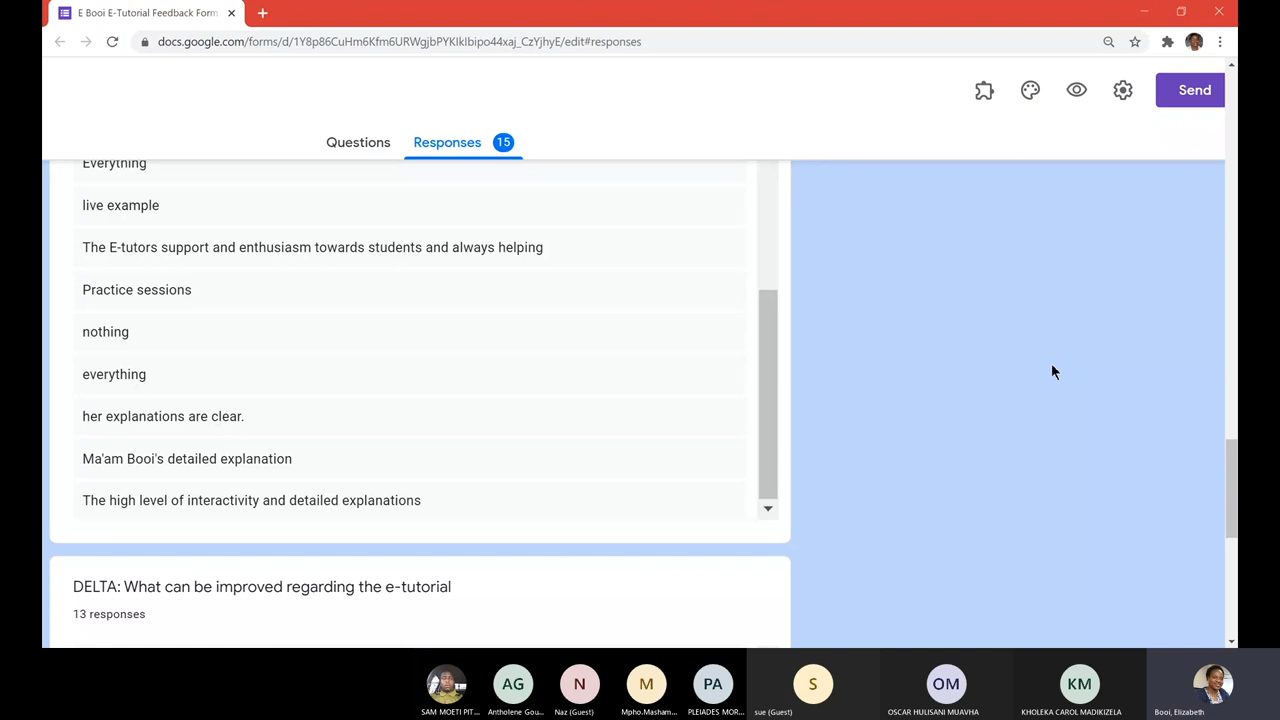 E Booi E-Tutorial Feedback Form
docs.google.com/forms/d/1Y8p86CuHm6Kfm6URWgjbPYKIkIbipo44xaj_CzYjhyE/edit#responses
Send
Questions
Responses 15
Everything
live example
The E-tutors support and enthusiasm towards students and always helping
Practice sessions
nothing
everything
her explanations are clear.
Ma'am Booi's detailed explanation
The high level of interactivity and detailed explanations
DELTA: What can be improved regarding the e-tutorial
13 responses
AG
N
M
PA
S
OM
KM
SAM MOETI PIT...
Antholene Gou...
Naz (Guest)
Mpho.Masham...
PLEIADES MOR...
sue (Guest)
OSCAR HULISANI MUAVHA
KHOLEKA CAROL MADIKIZELA
Booi, Elizabeth